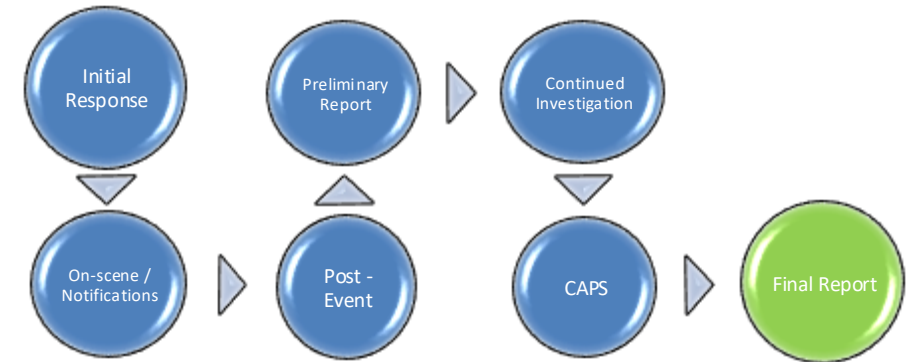 Initial
Response
On-scene /
Notifications
Post -
Event
Preliminary
Report
Continued
Investigation
CAPS
Final Report